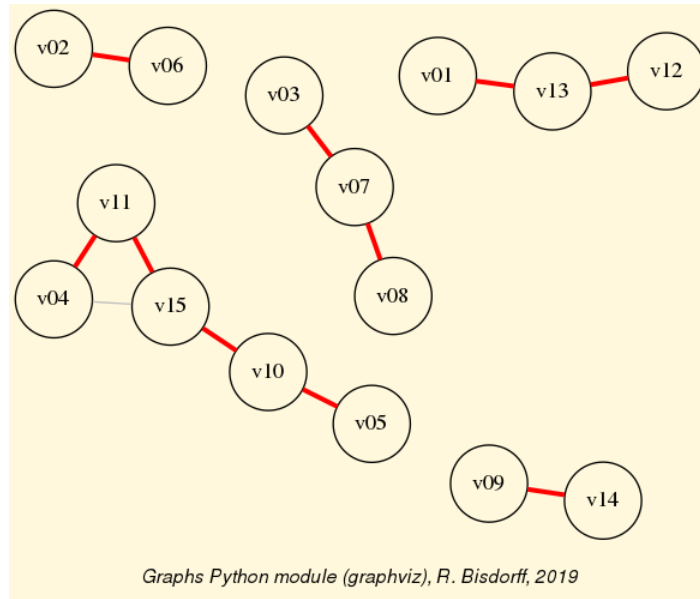 v02
v06
v01
v13
v12
v03
v07
v08
v11
v04
v15
v10
v05
v09
v14
Graphs Python module (graphviz), R. Bisdorff, 2019